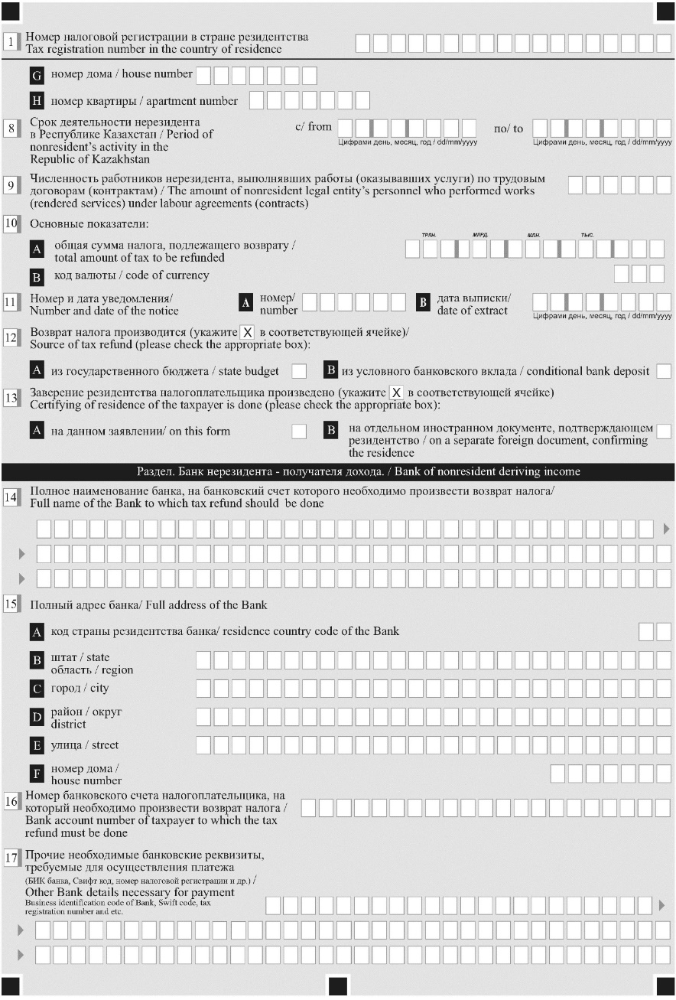 1 Номер налоговой регистрации в стране резидентства
Tax registration number in the country of residence
G номер дома / house number
H номер квартиры / apartment number
8 Срок деятельности нерезидента
в Республике Казахстан / Period of
nonresident’s activity in the
Republic of Kazakhstan
с/ from
Цифрами день, месяц, год / dd/mm/yyyy
по/ to
Цифрами день, месяц, год / dd/mm/yyyy
9 Численность работников нерезидента, выполнявших работы (оказывавших услуги) по трудовым
договорам (контрактам) / The amount of nonresident legal entity’s personnel who performed works
(rendered services) under labour agreements (contracts)
10 Основные показатели:
ТРЛН. МЛРД. МЛН. ТЫС.
A общая сумма налога, подлежащего возврату /
total amount of tax to be refunded
B код валюты / code of currency
11 Номер и дата уведомления/
Number and date of the notice
A номер/
number
B дата выписки/
date of extract
Цифрами день, месяц, год / dd/mm/yyyy
12 Возврат налога производится (укажите X в соответствующей ячейке)/
Source of tax refund (please check the appropriate box):
A из государственного бюджета / state budget
B из условного банковского вклада / conditional bank deposit
13 Заверение резидентства налогоплательщика произведено (укажите X в соответствующей ячейке)
Certifying of residence of the taxpayer is done (please check the appropriate box):
A на данном заявлении/ on this form
B на отдельном иностранном документе, подтверждающем
резидентство / on a separate foreign document, confirming
the residence
Раздел. Банк нерезидента - получателя дохода. / Bank of nonresident deriving income
14 Полное наименование банка, на банковский счет которого необходимо произвести возврат налога/
Full name of the Bank to which tax refund should be done
15 Полный адрес банка/ Full address of the Bank
A код страны резидентства банка/ residence country code of the Bank
B штат / state
область / region
C город / city
D район / округ
district
E улица / street
F номер дома /
house number
16 Номер банковского счета налогоплательщика, на
который необходимо произвести возврат налога /
Bank account number of taxpayer to which the tax
refund must be done
17 Прочие необходимые банковские реквизиты,
требуемые для осуществления платежа
(БИК банка, Свифт код, номер налоговой регистрации и др.) /
Other Bank details necessary for payment
Business identification code of Bank, Swift code, tax
registration number and etc.